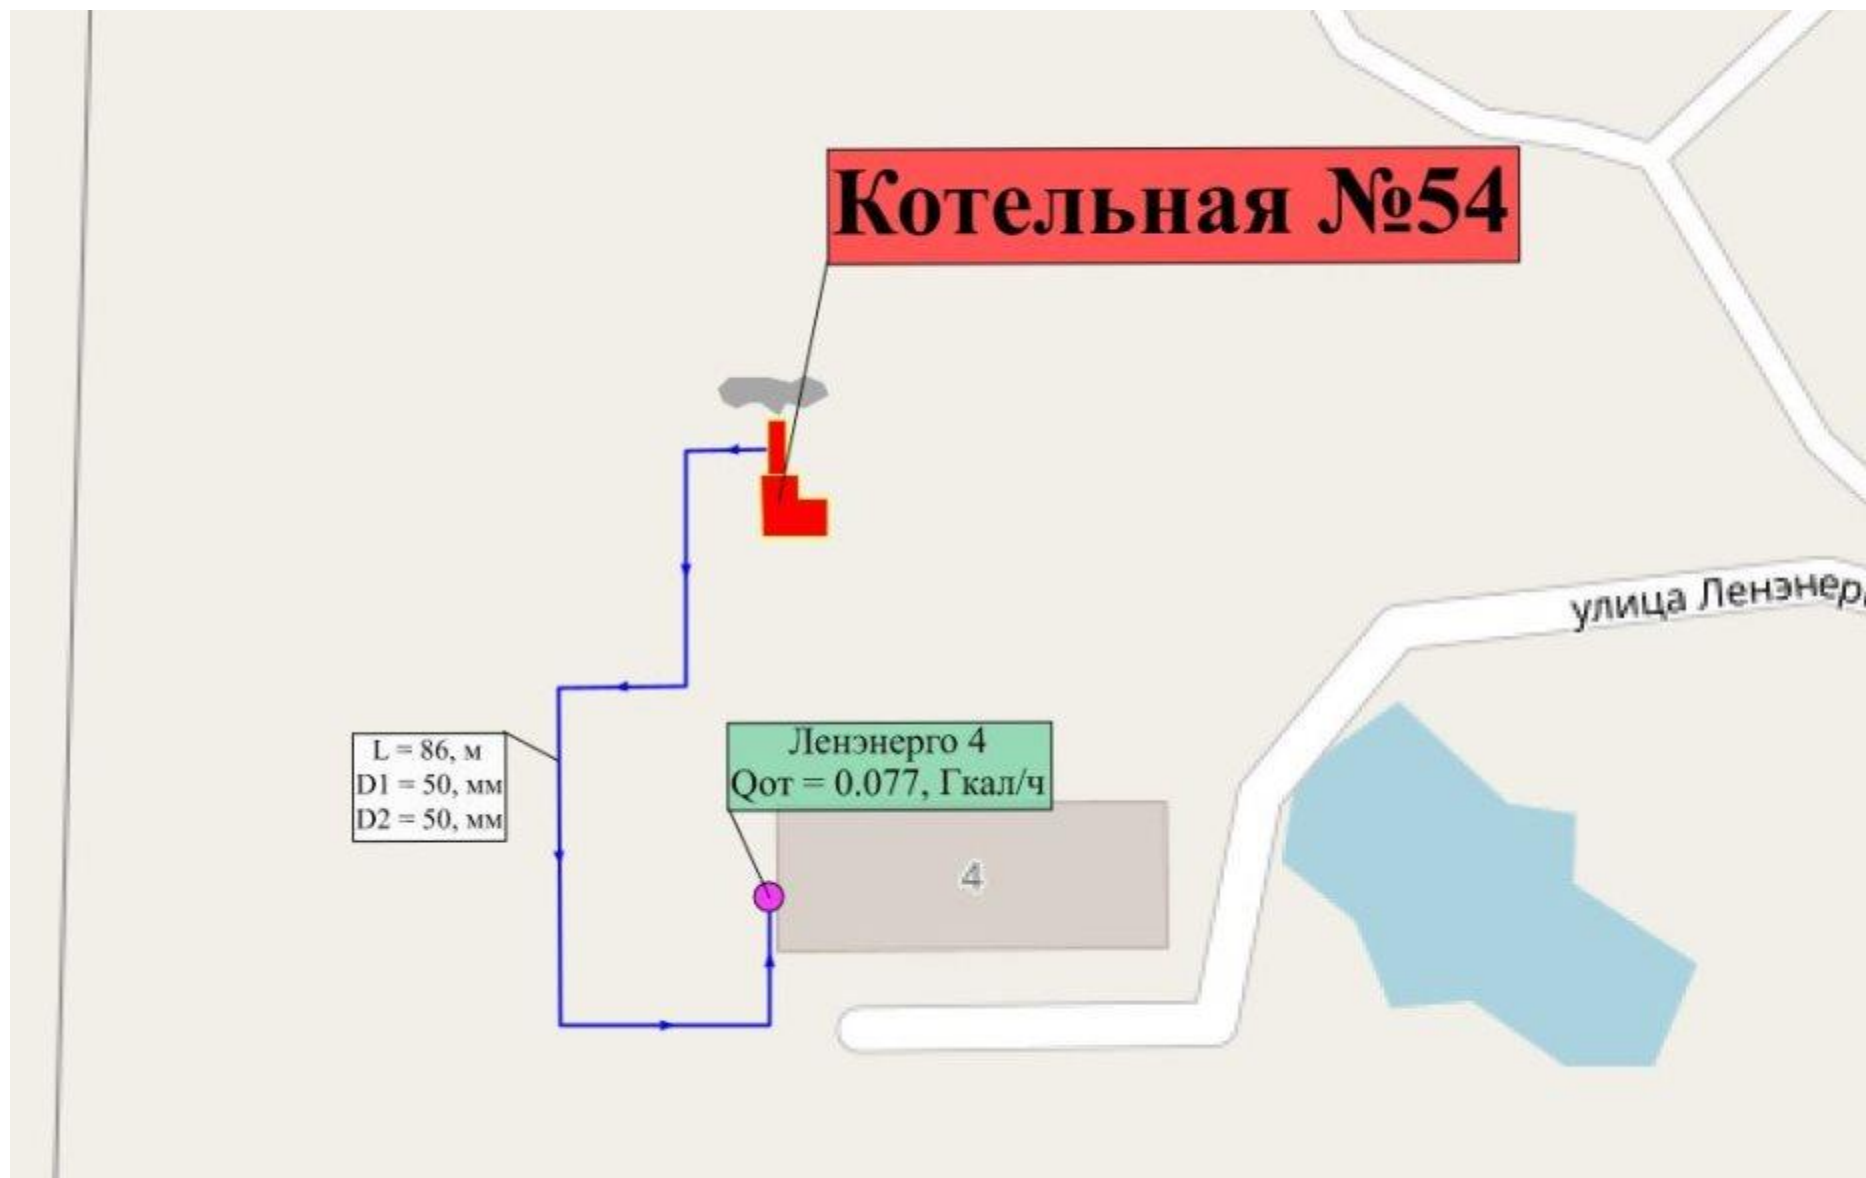 Котельная №54
улица Ленэнер
L = 86, м
D1 = 50, мм
D2 = 50, мм
Ленэнерго 4
Qот = 0.077, Гкал/ч
4